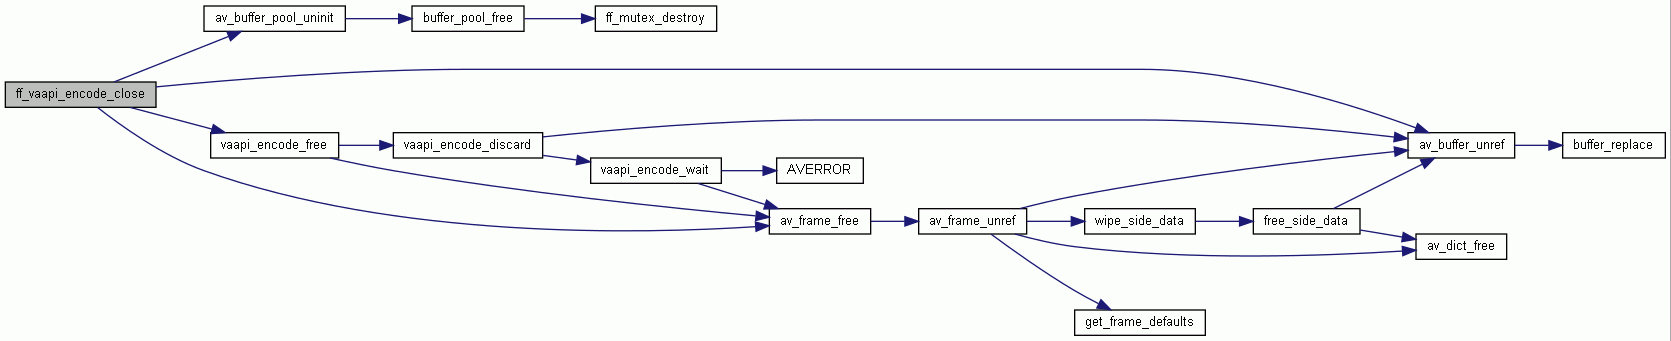 av_buffer_pool_uninit
buffer_pool_free
ff_mutex_destroy
ff_vaapi_encode_close
vaapi_encode_free
vaapi_encode_discard
av_buffer_unref
buffer_replace
vaapi_encode_wait
AVERROR
av_frame_free
av_frame_unref
wipe_side_data
free_side_data
av_dict_free
get_frame_defaults